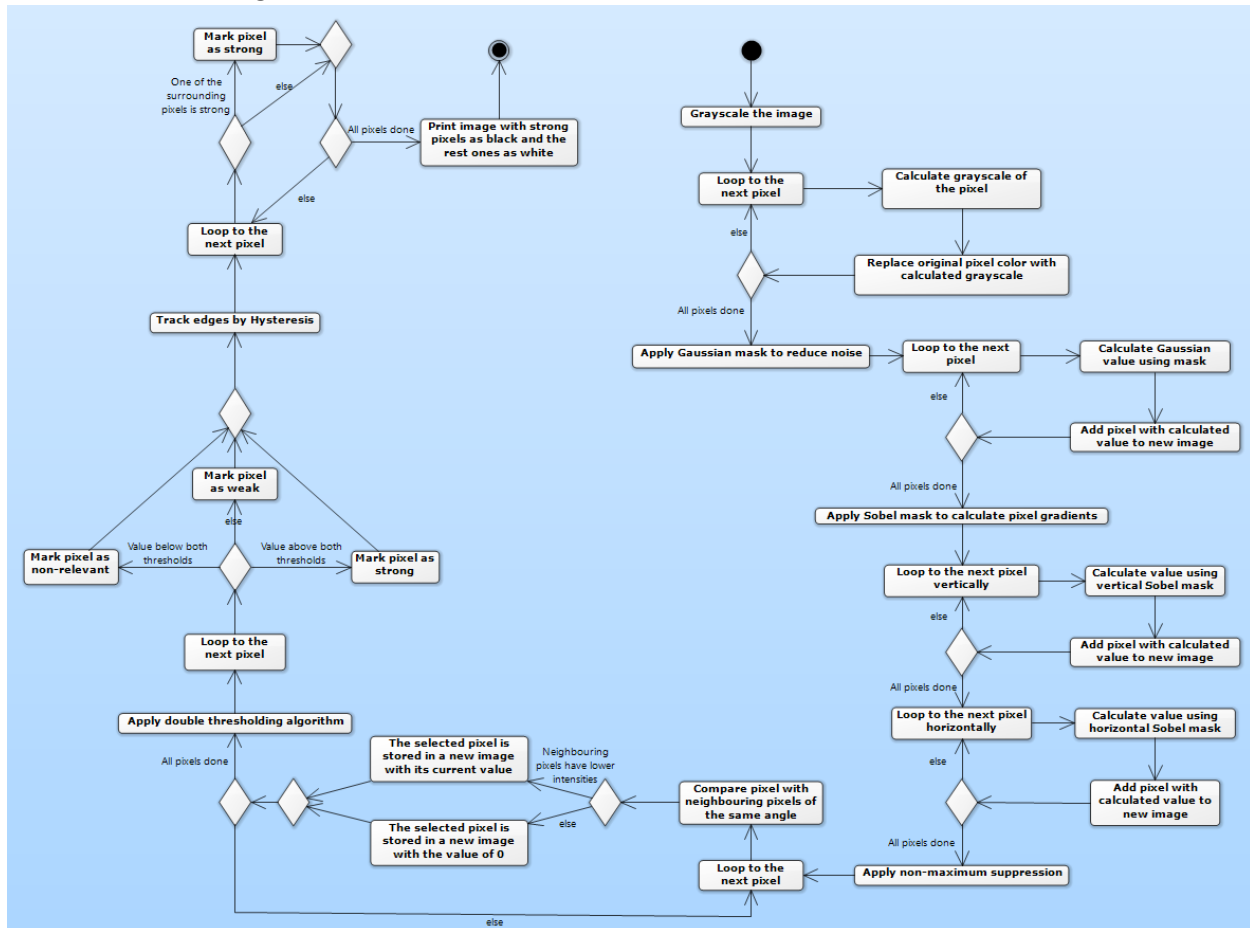 Mark pixel
as strong
One of the
surrounding
pixels is strong
else
All pixels done
Print image with strong
pixels as black and the
rest ones as white
else
Loop to the
next pixel
Track edges by Hysteresis
Mark pixel
as weak
else
Value below both
thresholds
Value above both
thresholds
Mark pixel as
non-relevant
Mark pixel as
strong
Loop to the
next pixel
Apply double thresholding algorithm
All pixels done
The selected pixel is
stored in a new image
with its current value
Neighbouring
pixels have lower
intensities
else
The selected pixel is
stored in a new image
with the value of 0
Compare pixel with
neighbouring pixels of
the same angle
Loop to the
next pixel
else
Grayscale the image
Loop to the
next pixel
Calculate grayscale of
the pixel
else
Replace original pixel color with
calculated grayscale
All pixels done
Apply Gaussian mask to reduce noise
Loop to the next
pixel
Calculate Gaussian
value using mask
else
Add pixel with calculated
value to new image
All pixels done
Apply Sobel mask to calculate pixel gradients
Loop to the next pixel
vertically
Calculate value using
vertical Sobel mask
else
Add pixel with calculated
value to new image
All pixels done
Loop to the next pixel
horizontally
Calculate value using
horizontal Sobel mask
else
Add pixel with
calculated value to
new image
All pixels done
Apply non-maximum suppression